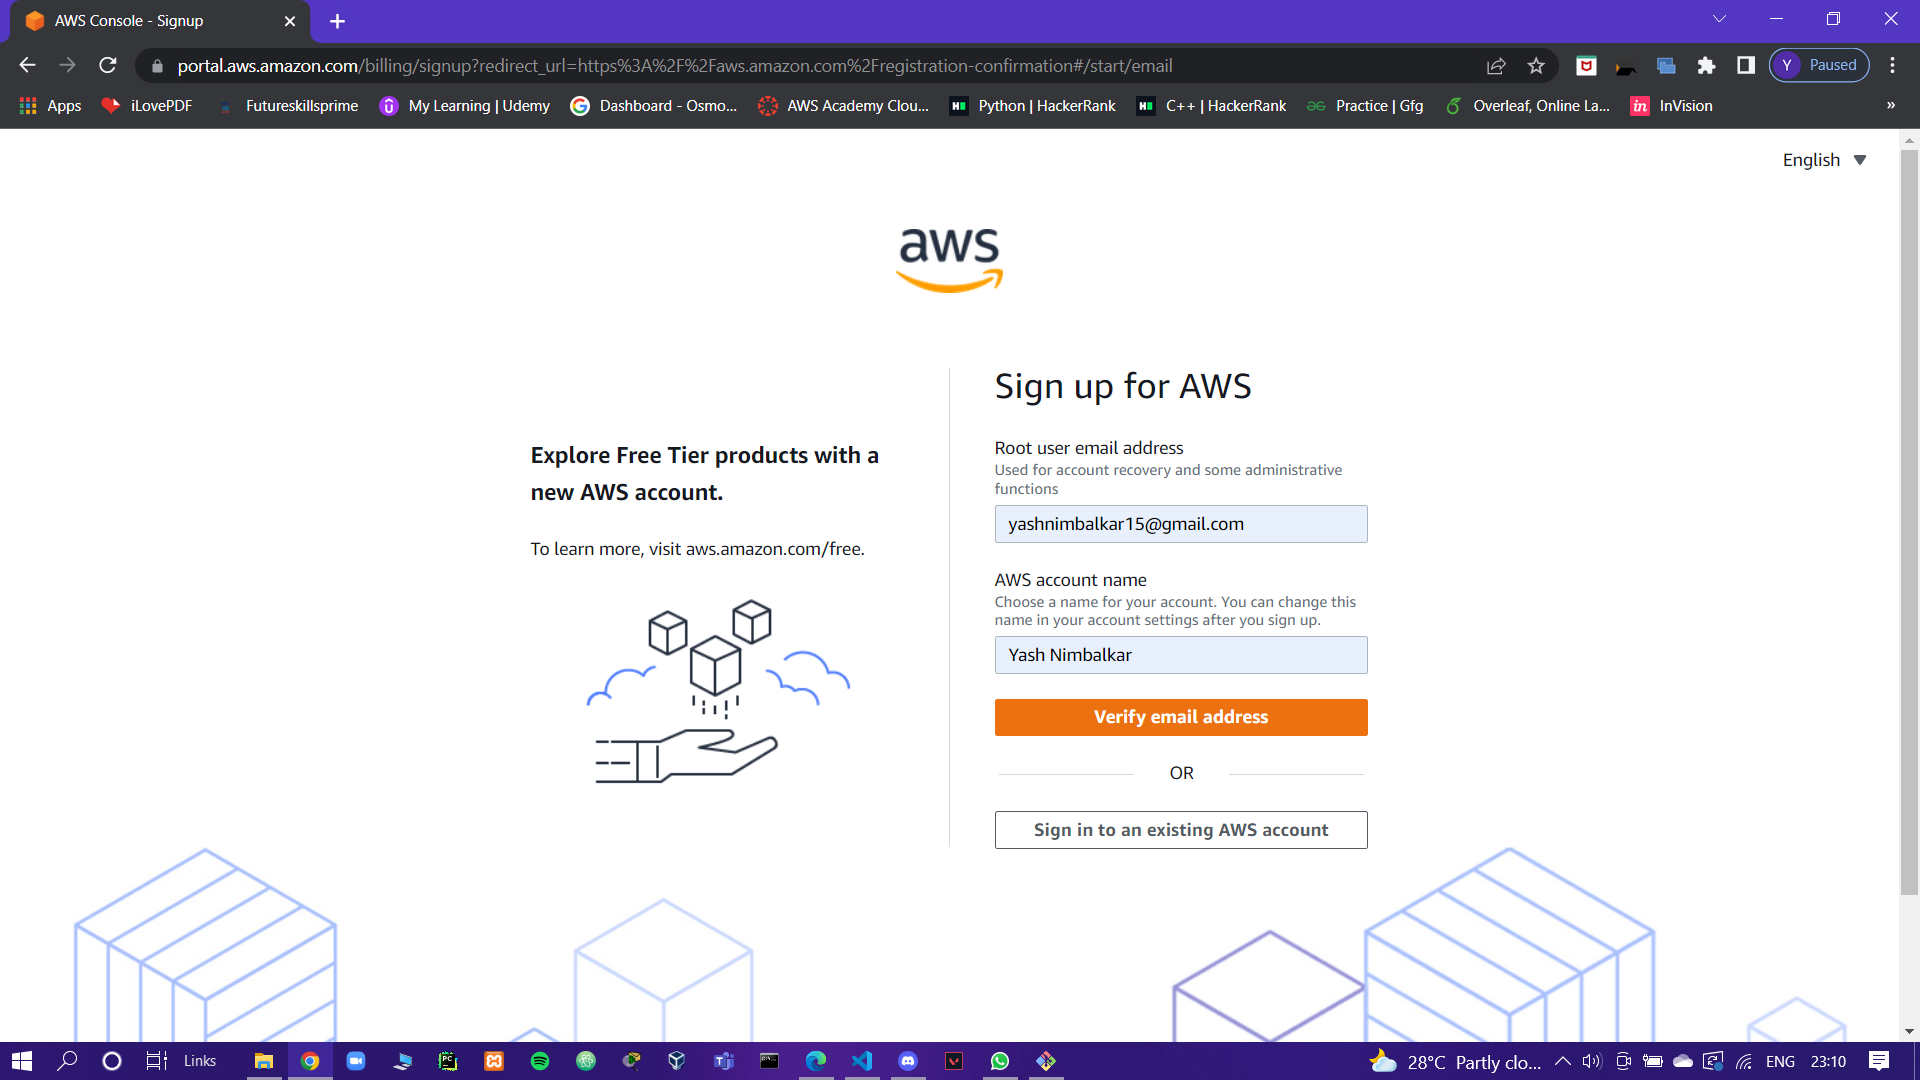 AWS Console - Signup
portal.aws.amazon.com/billing/signup?redirect_url=https%3A%2F%2Faws.amazon.com%2Fregistration-confirmation#/start/email
Y Paused
Apps iLovePDF Futureskillsprime My Learning | Udemy Dashboard - Osmo... AWS Academy Clou... Python | HackerRank C++ | HackerRank Practice | Gfg Overleaf, Online La... in InVision »
English
aws
Sign up for AWS
Explore Free Tier products with a
new AWS account.
To learn more, visit aws.amazon.com/free.
Root user email address
Used for account recovery and some administrative
functions
yashnimbalkar15@gmail.com
AWS account name
Choose a name for your account. You can change this
name in your account settings after you sign up.
Yash Nimbalkar
Verify email address
OR
Sign in to an existing AWS account
Links
28°C Partly clo... ENG 23:10